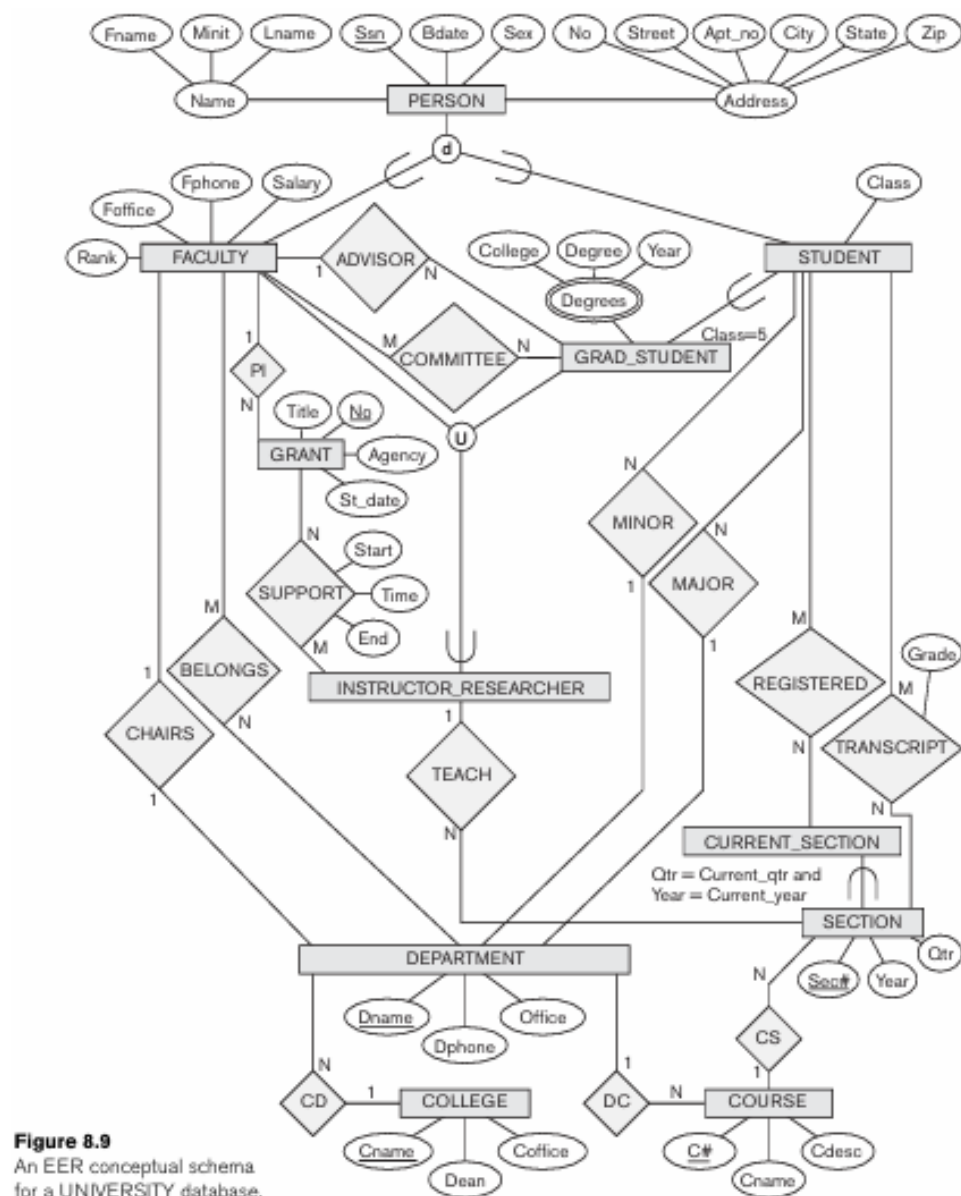 Fname
Minit
Lname
Ssn
Bdate
Sex
No
Street
Apt_no
City
State
Zip
Name
PERSON
Address
d
Foffice
Fphone
Salary
Class
Rank
FACULTY
1
ADVISOR
N
College
Degree
Year
STUDENT
Degrees
Class=5
M
COMMITTEE
N
GRAD_STUDENT
1
PI
N
Title
No
GRANT
Agency
St_date
U
N
MINOR
1
N
MAJOR
1
N
SUPPORT
Start
Time
End
M
M
BELONGS
N
INSTRUCTOR_RESEARCHER
M
REGISTERED
N
Grade
M
TRANSCRIPT
N
1
CHAIRS
1
1
TEACH
N
CURRENT_SECTION
Qtr = Current_qtr and
Year = Current_year
SECTION
Sec#
Year
Qtr
DEPARTMENT
Dname
Dphone
Office
N
CS
1
N
CD
1
COLLEGE
1
DC
N
COURSE
Cname
Dean
Coffice
C#
Cname
Cdesc
Figure 8.9
An EER conceptual schema
for a UNIVERSITY database.